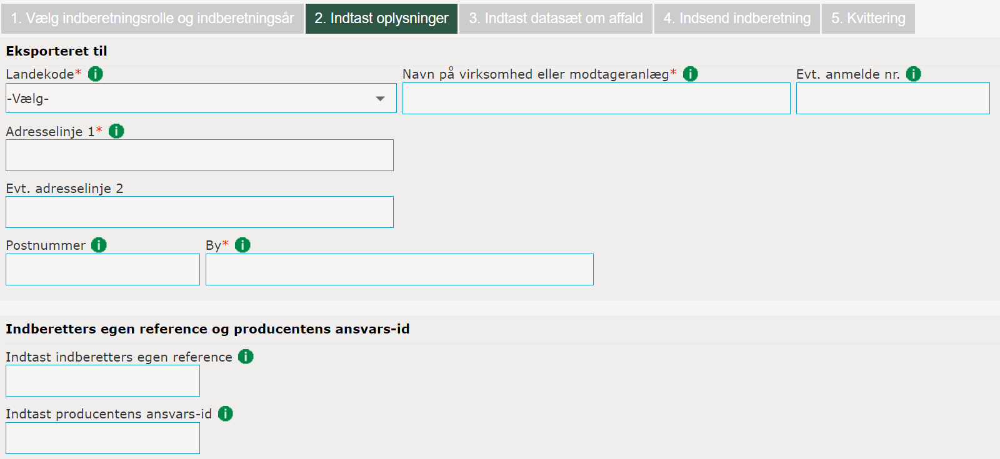 1. Vælg indberetningsrolle og indberetningsår 2. Indtast oplysninger 3. Indtast datasæt om affald 4. Indsend indberetning 5. Kvittering
Eksporteret til
Landekode* Navn på virksomhed eller modtageranlæg* Evt. anmelde nr.
-Vælg-
Adresselinje 1*
Evt. adresselinje 2
Postnummer By*
Indberetters egen reference og producentens ansvars-id
Indtast indberetters egen reference
Indtast producentens ansvars-id